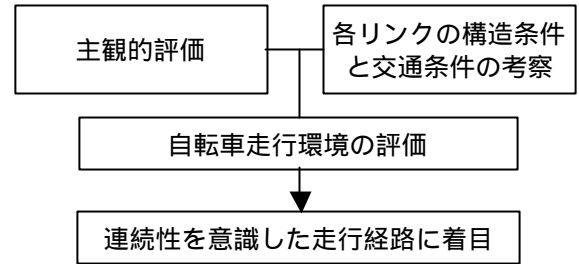 主観的評価
各リンクの構造条件
と交通条件の考察
自転車走行環境の評価
連続性を意識した走行経路に着目